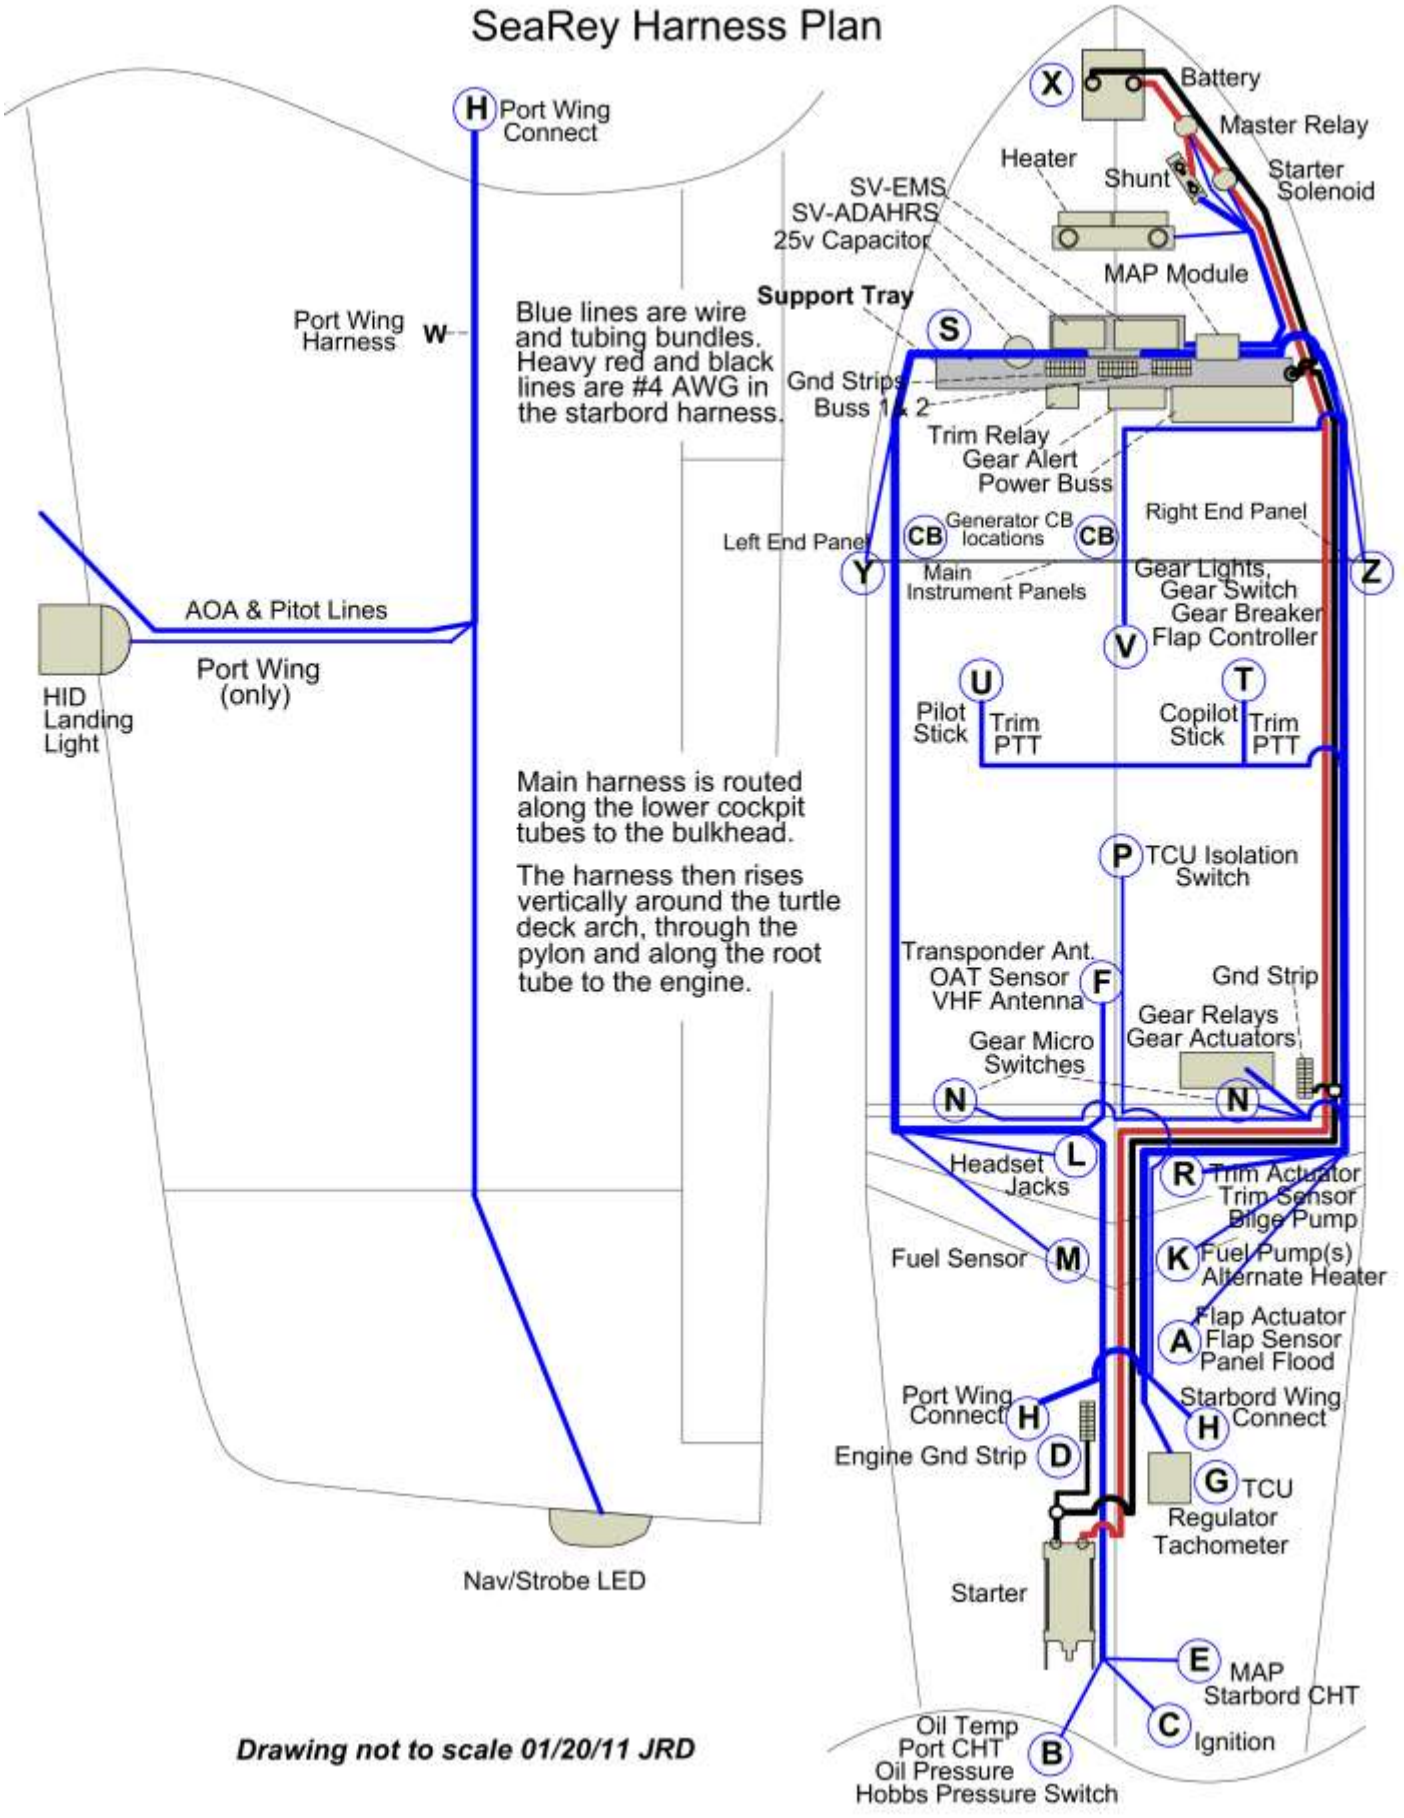 SeaRey Harness Plan
H
Port Wing
Connect
Port Wing
Harness
W
Blue lines are wire
and tubing bundles.
Heavy red and black
lines are #4 AWG in
the starbord harness.
AOA & Pitot Lines
Port Wing
(only)
HID
Landing
Light
Main harness is routed
along the lower cockpit
tubes to the bulkhead.
The harness then rises
vertically around the turtle
deck arch, through the
pylon and along the root
tube to the engine.
Nav/Strobe LED
Drawing not to scale 01/20/11 JRD
X
Battery
Master Relay
Heater
Shunt
Starter
Solenoid
SV-EMS
SV-ADAHRS
25v Capacitor
MAP Module
Support Tray
S
Gnd Strips
Buss 1 & 2
Trim Relay
Gear Alert
Power Buss
Right End Panel
CB
Generator CB
locations
CB
Left End Panel
Y
Z
Main
Instrument Panels
Gear Lights,
Gear Switch
Gear Breaker
Flap Controller
V
U
Pilot
Stick
Trim
PTT
T
Copilot
Stick
Trim
PTT
P
TCU Isolation
Switch
Transponder Ant.
OAT Sensor
VHF Antenna
F
Gnd Strip
Gear Relays
Gear Actuators
Gear Micro
Switches
N
N
L
Headset
Jacks
R
Trim Actuator
Trim Sensor
Bilge Pump
Fuel Sensor
M
K
Fuel Pump(s)
Alternate Heater
A
Flap Actuator
Flap Sensor
Panel Flood
Port Wing
Connect
H
Starbord Wing
Connect
H
Engine Gnd Strip
D
G
TCU
Regulator
Tachometer
Starter
E
MAP
Starbord CHT
C
Ignition
Oil Temp
Port CHT
Oil Pressure
Hobbs Pressure Switch
B